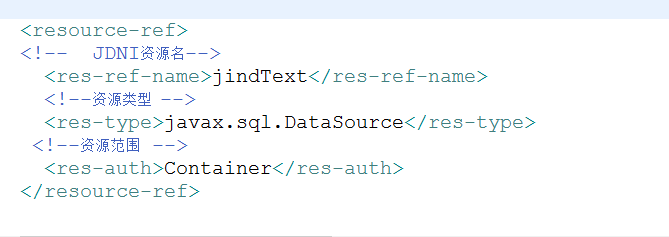 <resource-ref>
<!--  JDNI资源名-->
<res-ref-name>jindText</res-ref-name>
<!--资源类型 -->
<res-type>javax.sql.DataSource</res-type>
<!--资源范围 -->
<res-auth>Container</res-auth>
</resource-ref>